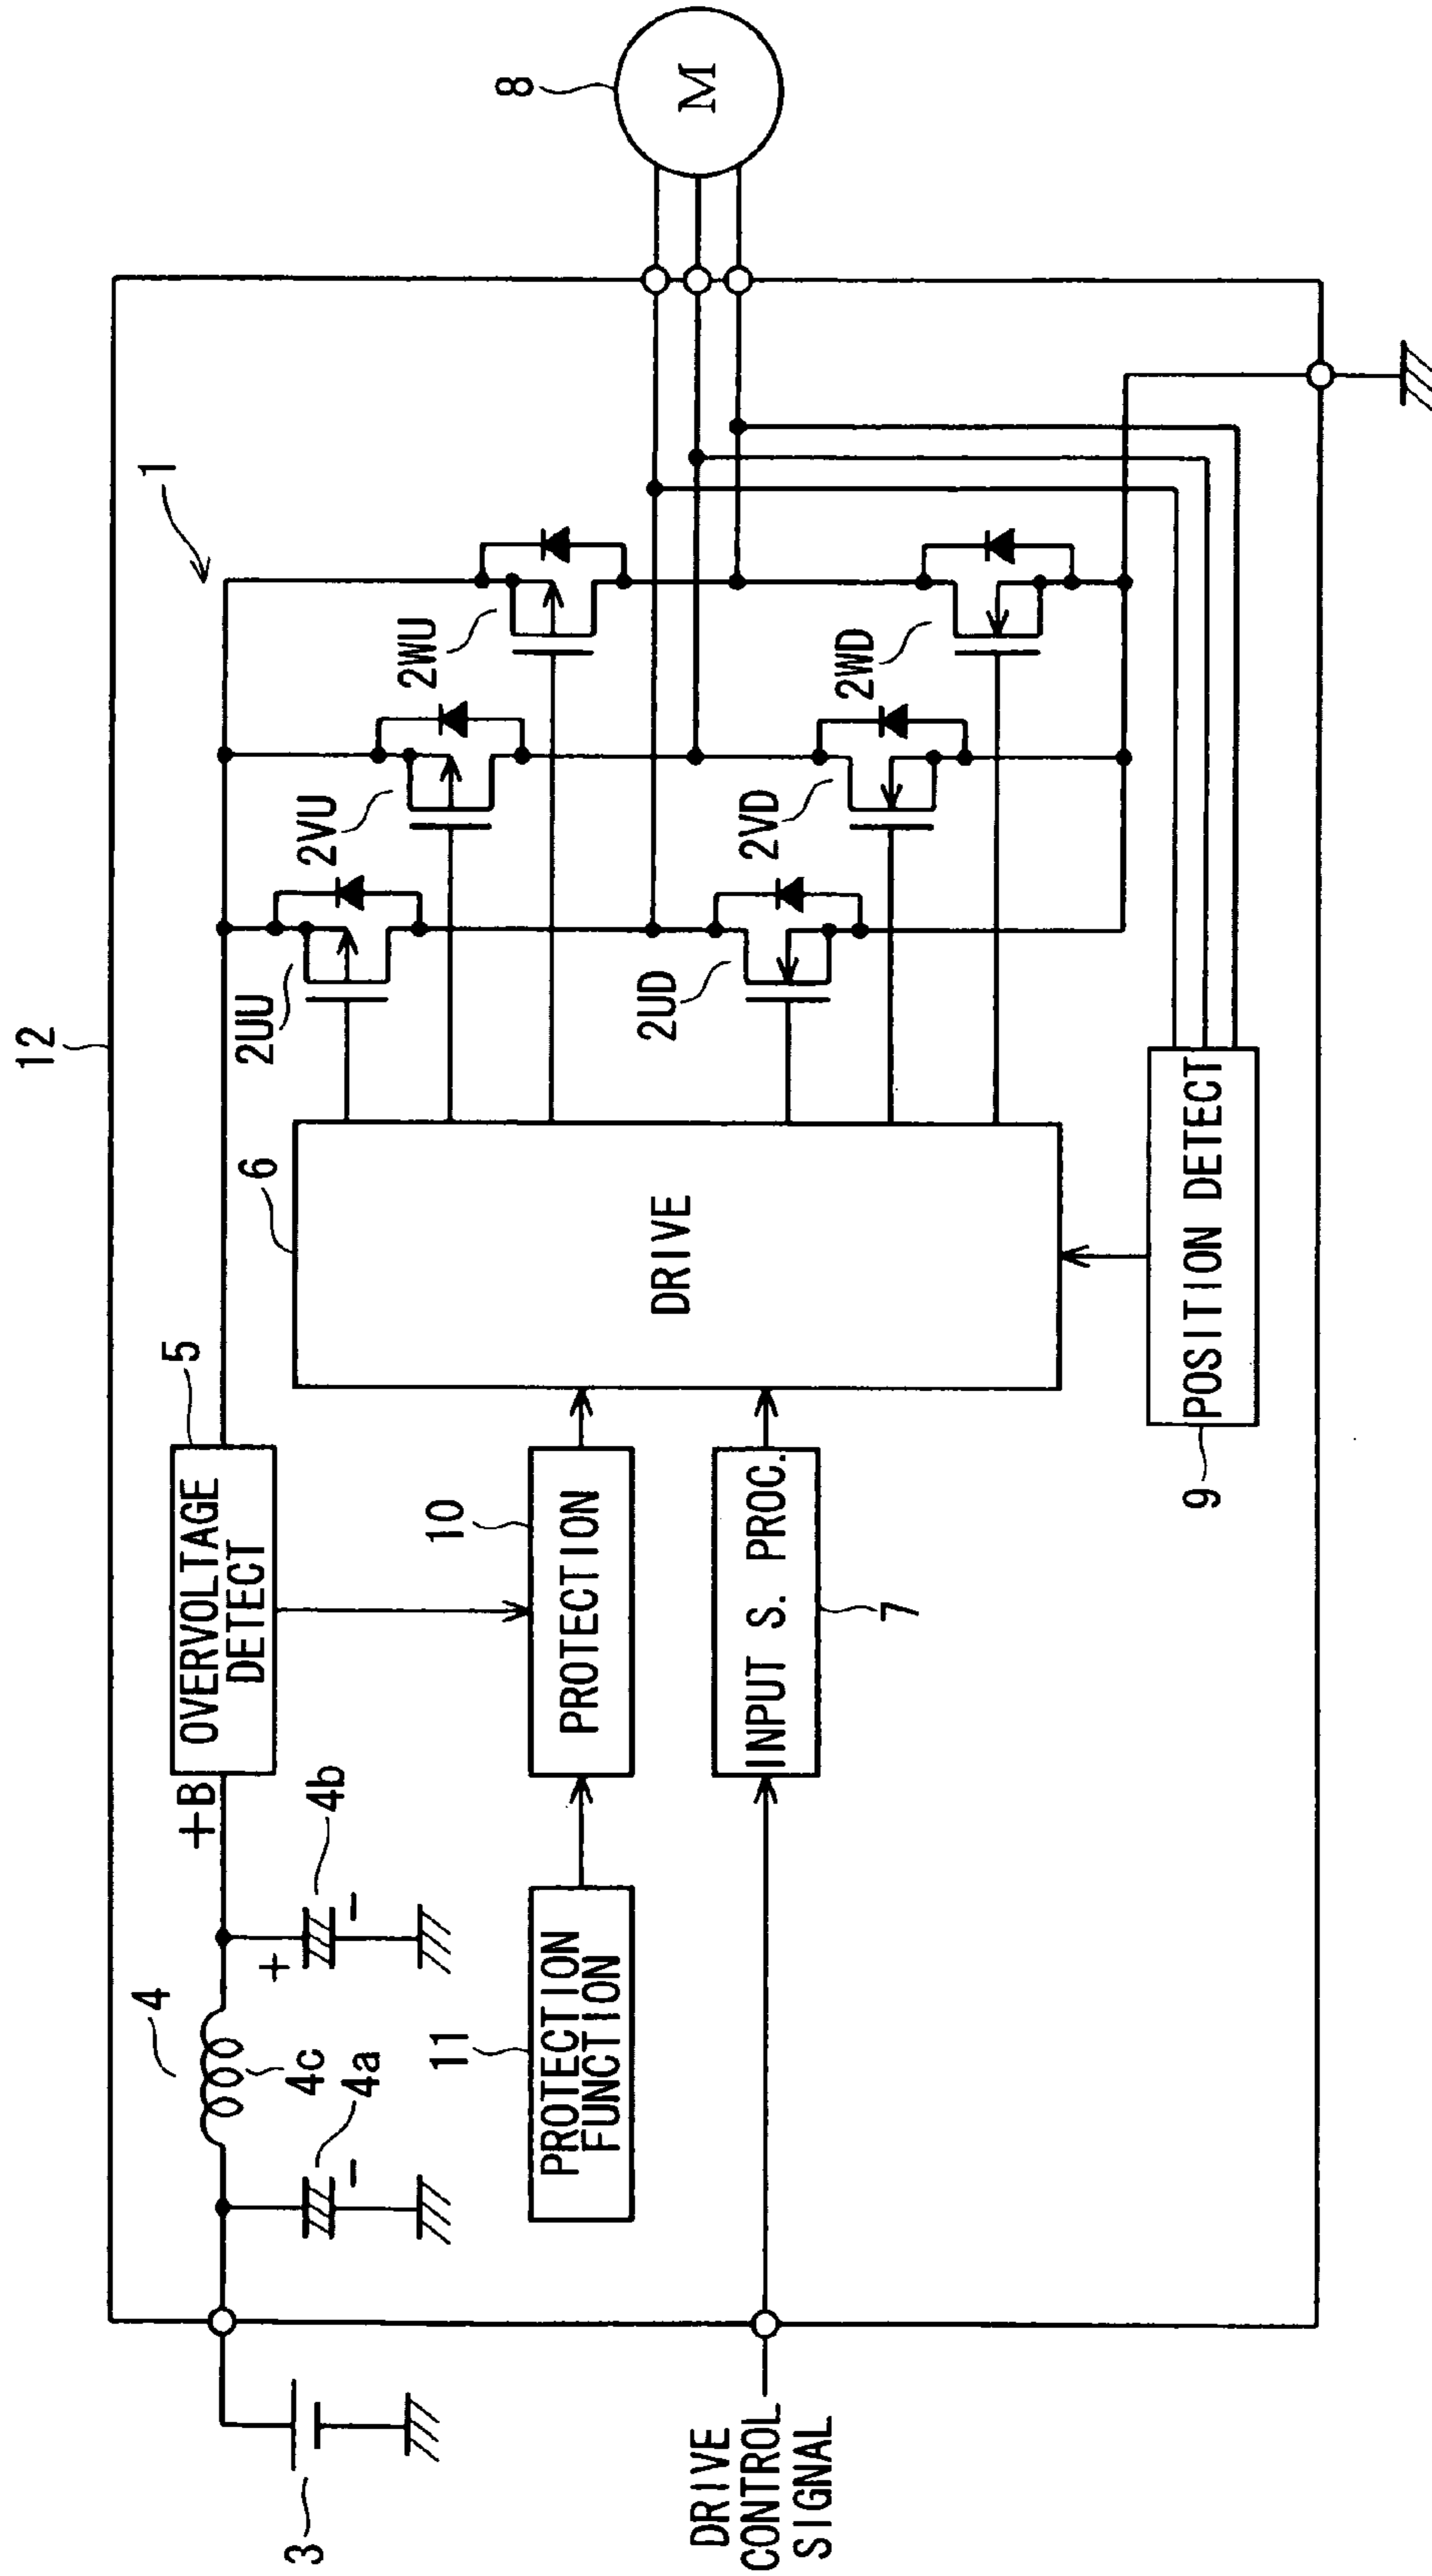 12
1
4
4c
4a
4b
+
−
−
+B
OVERVOLTAGE
DETECT
5
6
DRIVE
2UU
2VU
2WU
2UD
2VD
2WD
8
M
3
11
PROTECTION
FUNCTION
10
PROTECTION
INPUT S. PROC.
7
9
POSITION DETECT
DRIVE
CONTROL
SIGNAL